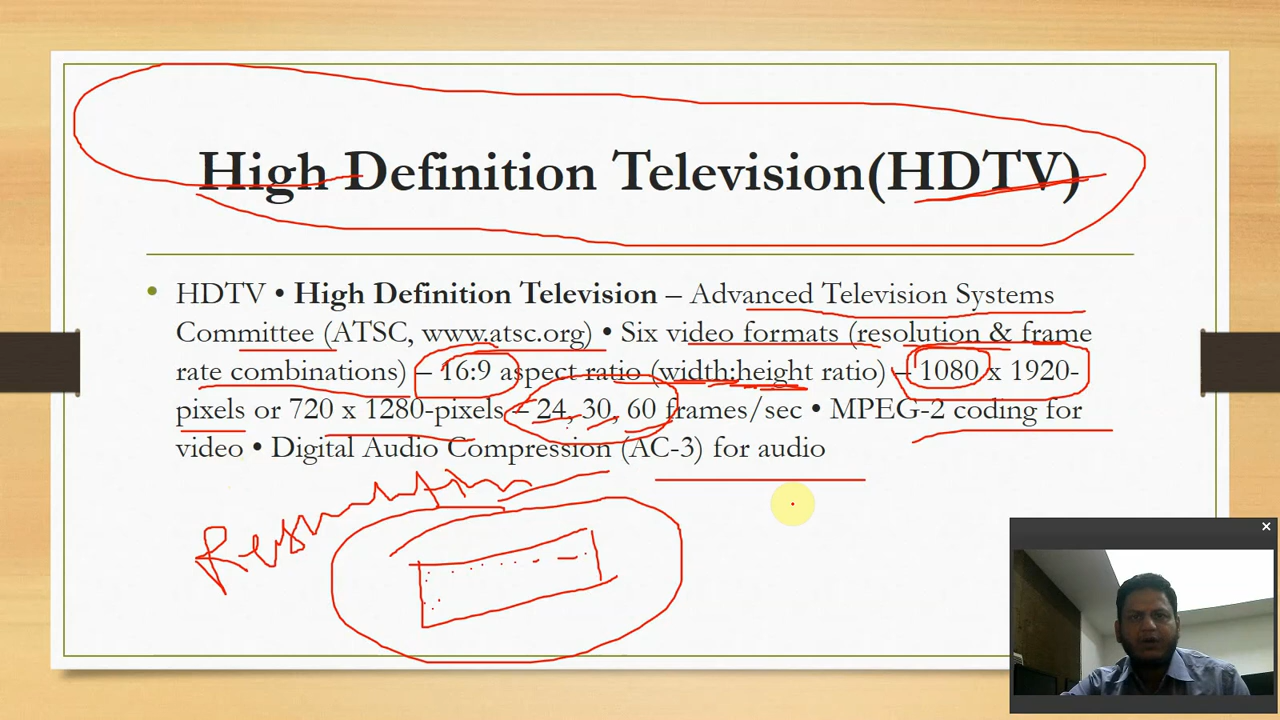 High Definition Television(HDTV)
• HDTV • High Definition Television – Advanced Television Systems
Committee (ATSC, www.atsc.org) • Six video formats (resolution & frame
rate combinations) – 16:9 aspect ratio (width:height ratio) – 1080 x 1920-
pixels or 720 x 1280-pixels – 24, 30, 60 frames/sec • MPEG-2 coding for
video • Digital Audio Compression (AC-3) for audio